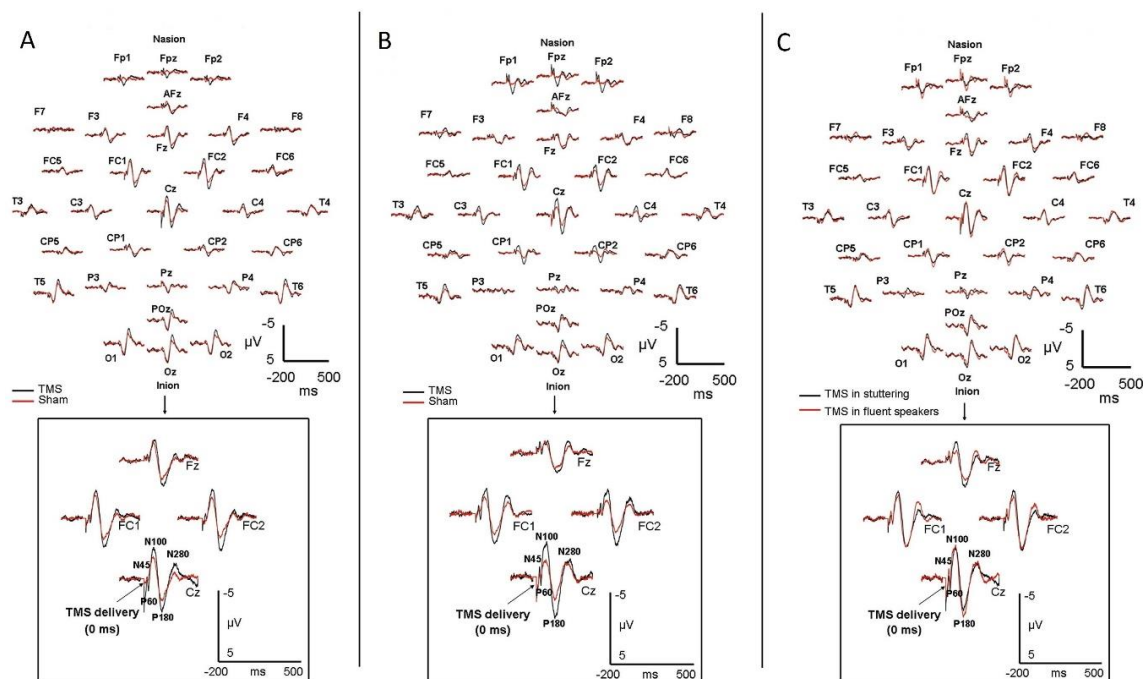 A
Nasion
Fp1 Fpz Fp2
AFz
F7 F3 Fz F4 F8
FC5 FC1 FC2 FC6
Cz
T3 C3 C4 T4
CP5 CP1 CP2 CP6
T5 P3 Pz P4 T6
POz
O1 Oz O2
Inion
-5
µV
5
-200 500
ms
TMS
Sham
Fz
FC1 FC2
N100
N45 N280
P60 Cz
P180
TMS delivery
(0 ms)
-5
µV
5
-200 ms 500
B
Nasion
Fp1 Fpz Fp2
AFz
F7 F3 Fz F4 F8
FC5 FC1 FC2 FC6
Cz
T3 C3 C4 T4
CP5 CP1 CP2 CP6
T5 P3 Pz P4 T6
POz
O1 Oz O2
Inion
-5
µV
5
-200 500
ms
TMS
Sham
Fz
FC1 FC2
N100
N45 N280
P60 Cz
P180
TMS delivery
(0 ms)
-5
µV
5
-200 ms 500
C
Nasion
Fp1 Fpz Fp2
AFz
F7 F3 Fz F4 F8
FC5 FC1 FC2 FC6
Cz
T3 C3 C4 T4
CP5 CP1 CP2 CP6
T5 P3 Pz P4 T6
POz
O1 Oz O2
Inion
-5
µV
5
-200 500
ms
TMS in stuttering
TMS in fluent speakers
Fz
FC1 FC2
N100
N45 N280
P60 Cz
P180
TMS delivery
(0 ms)
-5
µV
5
-200 ms 500